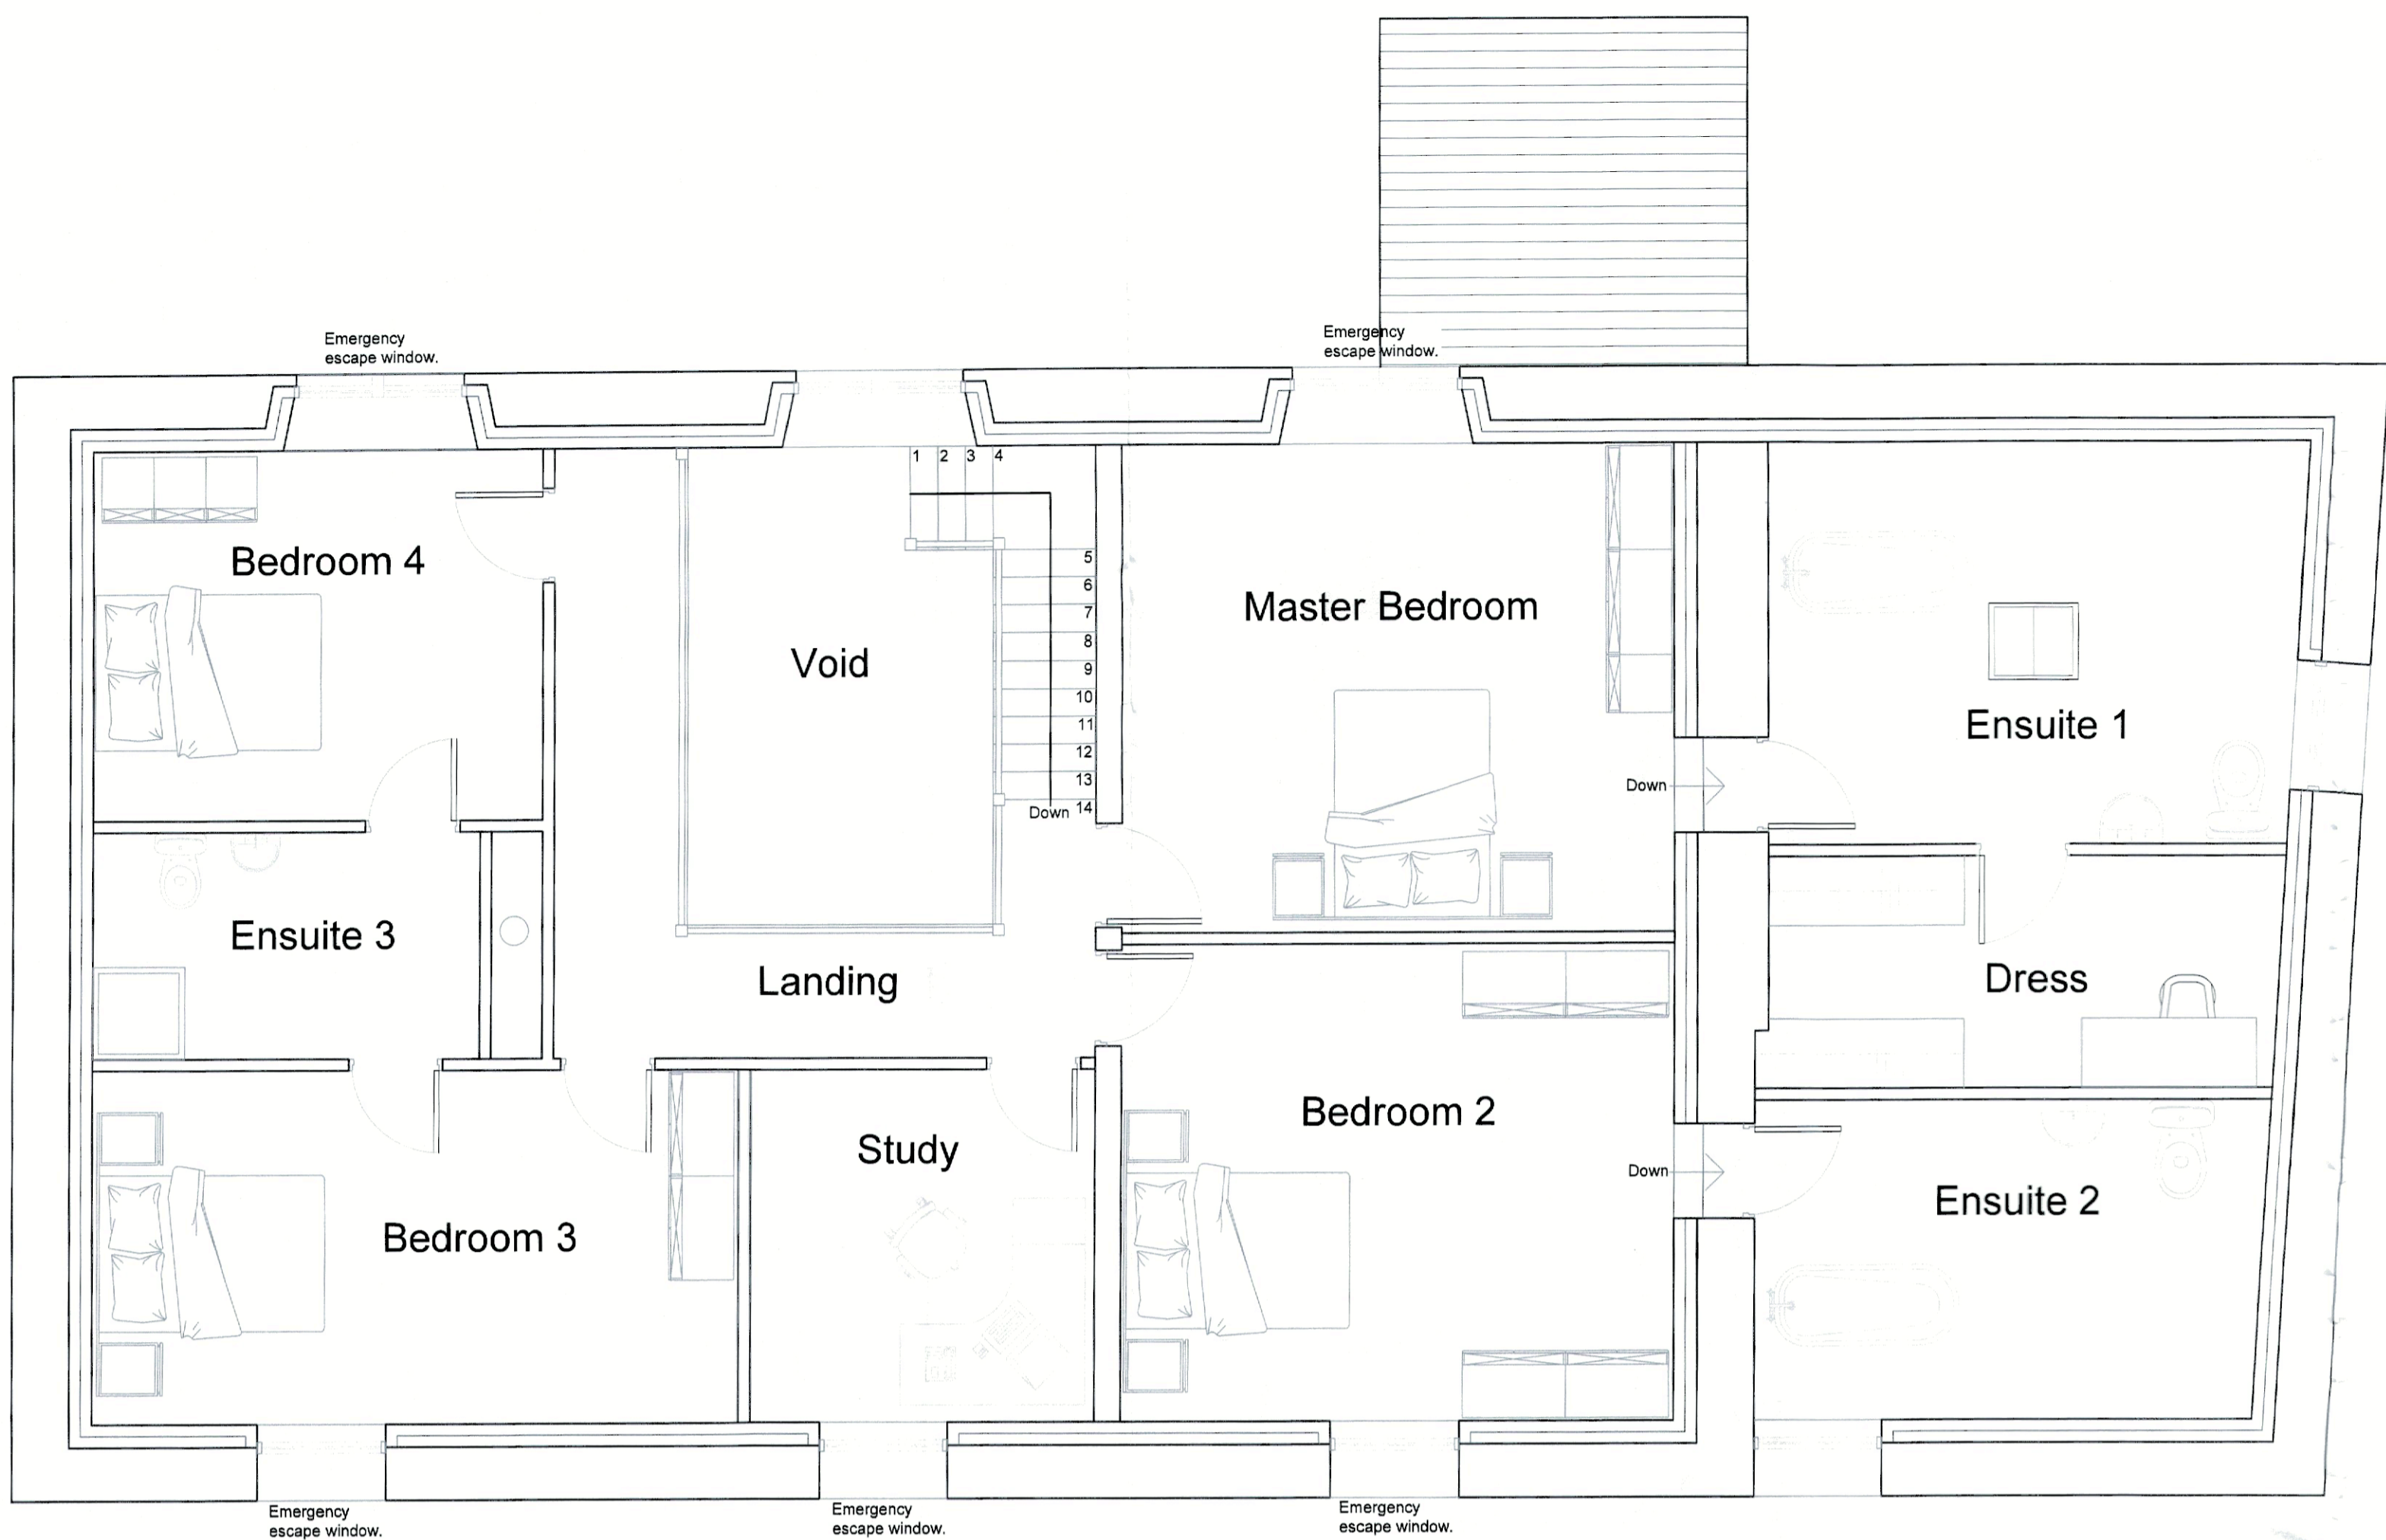 Emergency
escape window.
Emergency
escape window.
1
2
3
4
Bedroom 4
5
6
7
8
9
10
11
12
13
14
Down
Void
Master Bedroom
Ensuite 1
Down
Ensuite 3
Landing
Dress
Bedroom 2
Study
Down
Ensuite 2
Bedroom 3
Emergency
escape window.
Emergency
escape window.
Emergency
escape window.